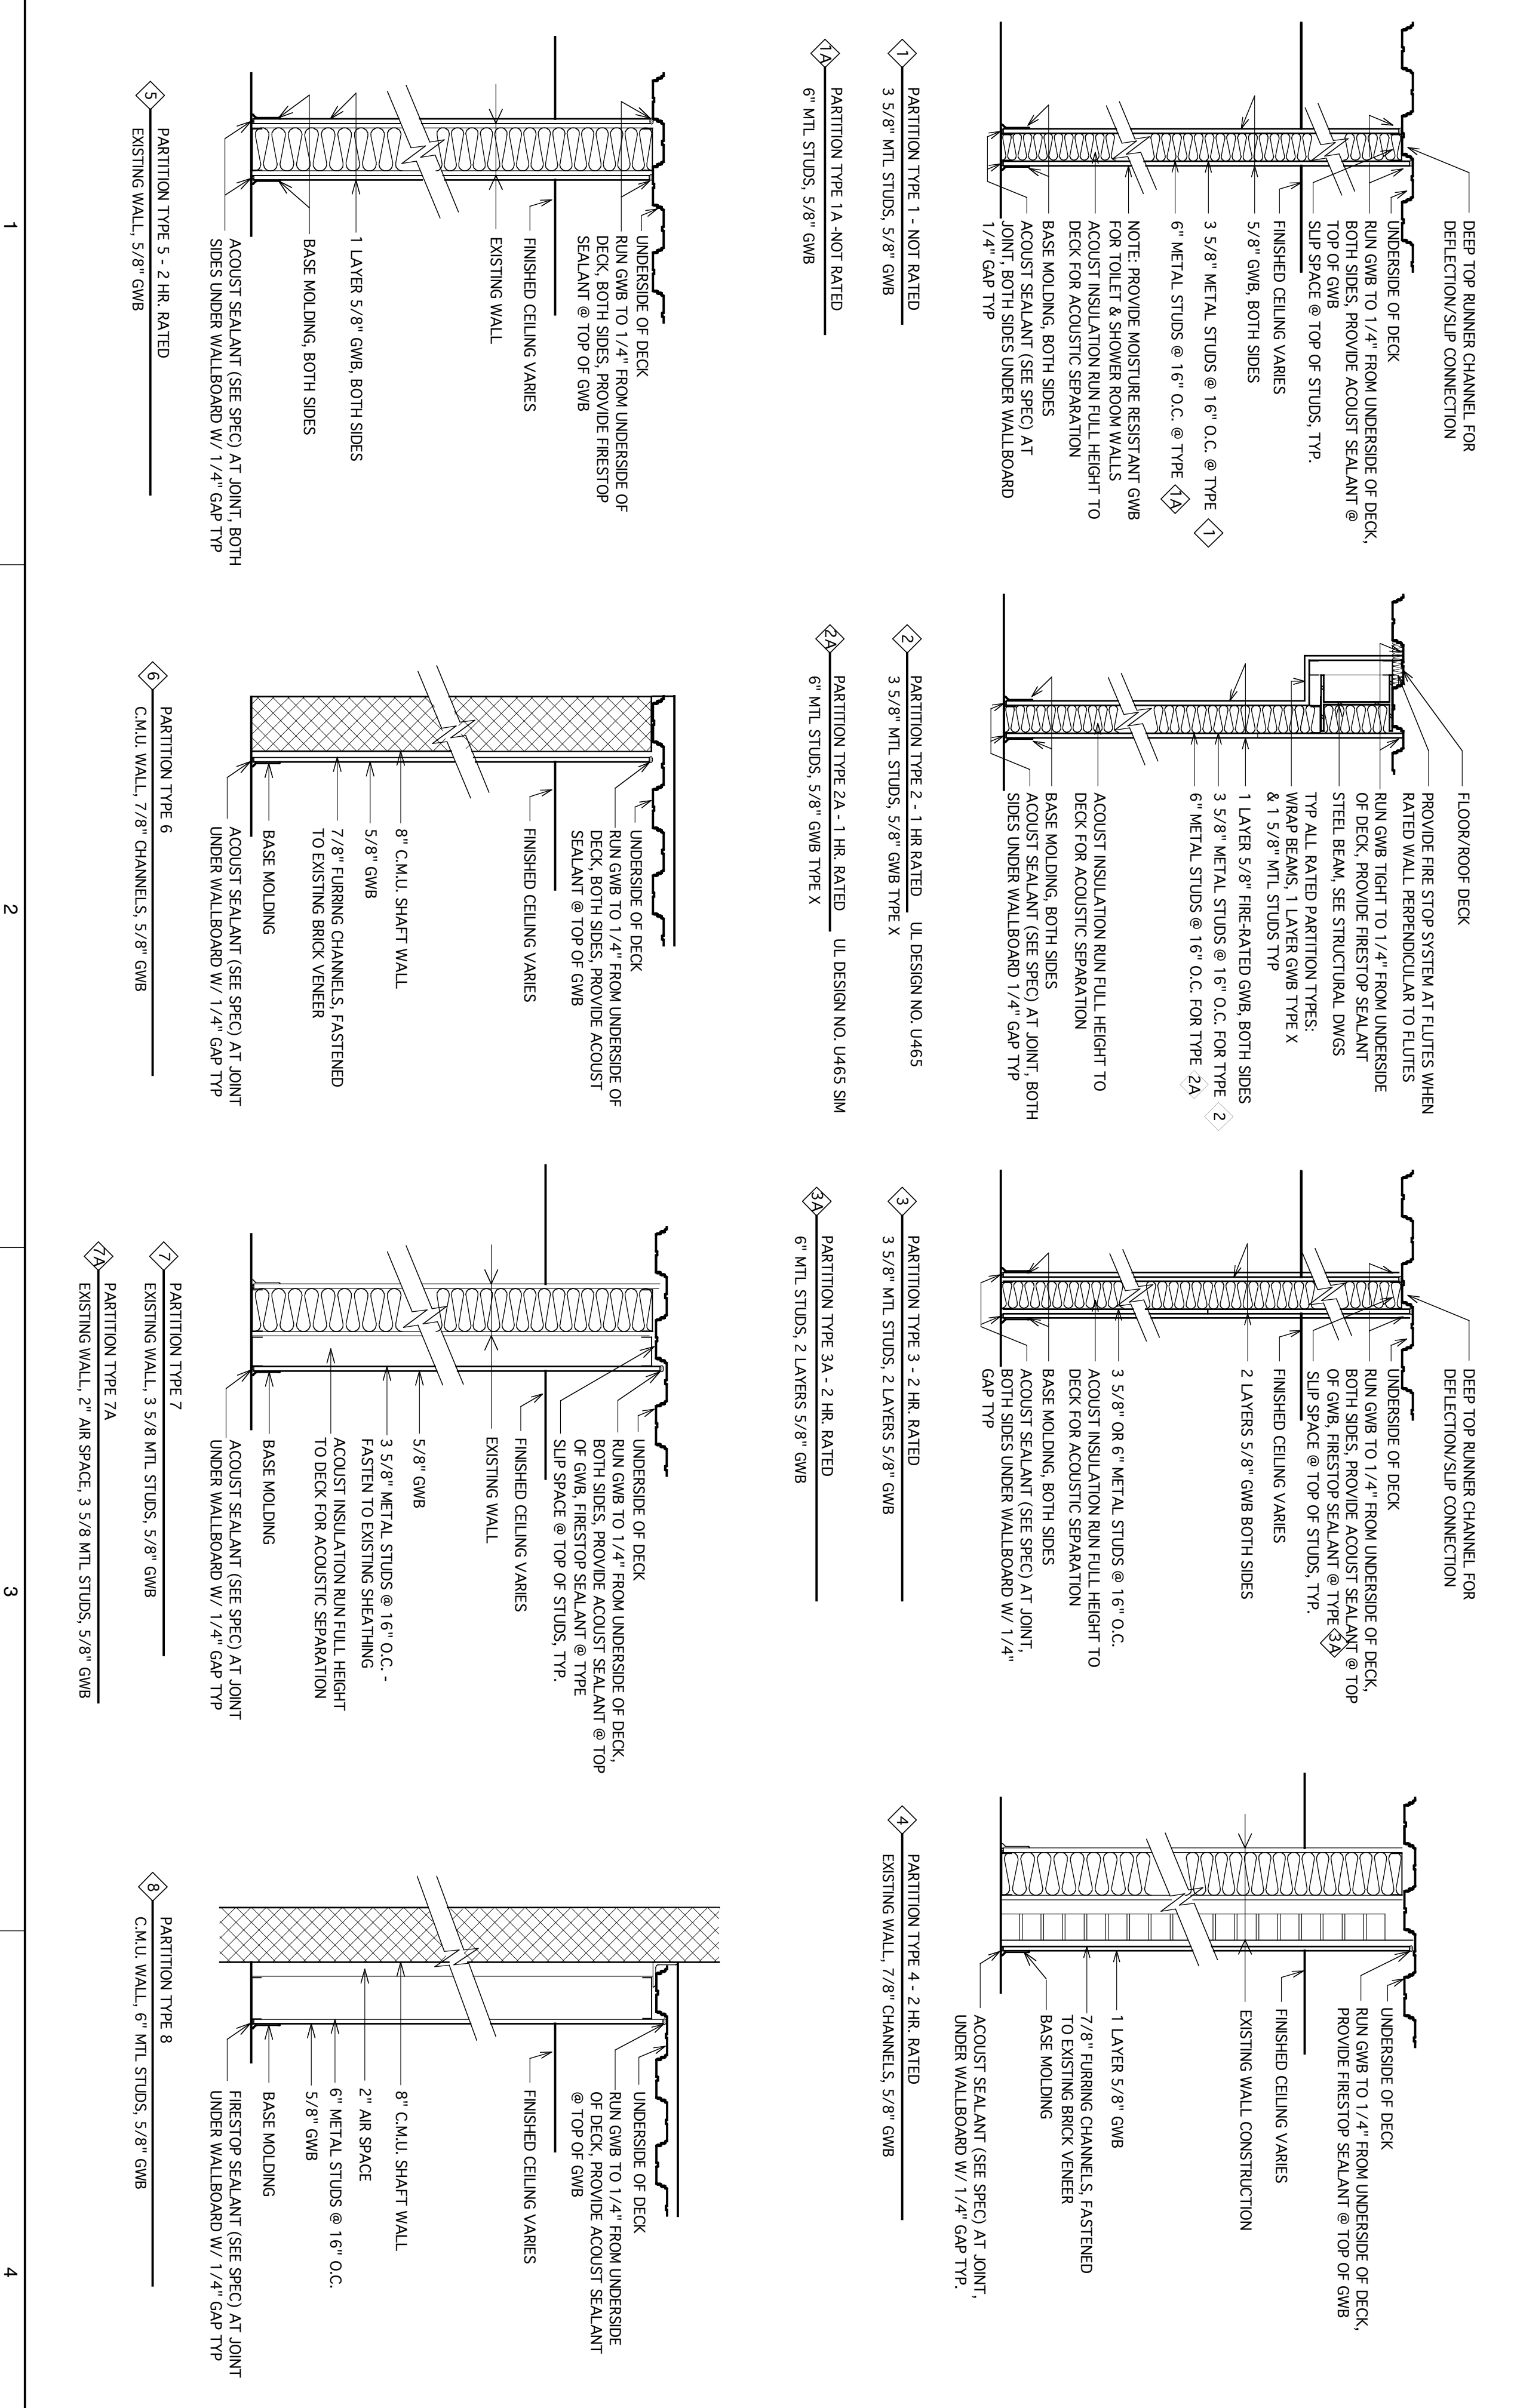 DEEP TOP RUNNER CHANNEL FOR
DEFLECTION/SLIP CONNECTION
UNDERSIDE OF DECK
RUN GWB TO 1/4" FROM UNDERSIDE OF DECK,
BOTH SIDES, PROVIDE ACOUST SEALANT @
TOP OF GWB
SLIP SPACE @ TOP OF STUDS, TYP.
FINISHED CEILING VARIES
5/8" GWB, BOTH SIDES
3 5/8" METAL STUDS @ 16" O.C. @ TYPE 1
6" METAL STUDS @ 16" O.C. @ TYPE 1A
NOTE: PROVIDE MOISTURE RESISTANT GWB
FOR TOILET & SHOWER ROOM WALLS
ACOUST INSULATION RUN FULL HEIGHT TO
DECK FOR ACOUSTIC SEPARATION
BASE MOLDING, BOTH SIDES
ACOUST SEALANT (SEE SPEC) AT
JOINT, BOTH SIDES UNDER WALLBOARD
1/4" GAP TYP
1 PARTITION TYPE 1 - NOT RATED
3 5/8" MTL STUDS, 5/8" GWB
1A PARTITION TYPE 1A -NOT RATED
6" MTL STUDS, 5/8" GWB
FLOOR/ROOF DECK
PROVIDE FIRE STOP SYSTEM AT FLUTES WHEN
RATED WALL PERPENDICULAR TO FLUTES
RUN GWB TIGHT TO 1/4" FROM UNDERSIDE
OF DECK, PROVIDE FIRESTOP SEALANT
STEEL BEAM, SEE STRUCTURAL DWGS
TYP ALL RATED PARTITION TYPES:
WRAP BEAMS, 1 LAYER GWB TYPE X
& 1 5/8" MTL STUDS TYP
1 LAYER 5/8" FIRE-RATED GWB, BOTH SIDES
3 5/8" METAL STUDS @ 16" O.C. FOR TYPE 2
6" METAL STUDS @ 16" O.C. FOR TYPE 2A
ACOUST INSULATION RUN FULL HEIGHT TO
DECK FOR ACOUSTIC SEPARATION
BASE MOLDING, BOTH SIDES
ACOUST SEALANT (SEE SPEC) AT JOINT, BOTH
SIDES UNDER WALLBOARD 1/4" GAP TYP
2 PARTITION TYPE 2 - 1 HR RATED UL DESIGN NO. U465
3 5/8" MTL STUDS, 5/8" GWB TYPE X
2A PARTITION TYPE 2A - 1 HR. RATED UL DESIGN NO. U465 SIM
6" MTL STUDS, 5/8" GWB TYPE X
DEEP TOP RUNNER CHANNEL FOR
DEFLECTION/SLIP CONNECTION
UNDERSIDE OF DECK
RUN GWB TO 1/4" FROM UNDERSIDE OF DECK,
BOTH SIDES, PROVIDE ACOUST SEALANT @ TOP
OF GWB, FIRESTOP SEALANT @ TYPE 3A
SLIP SPACE @ TOP OF STUDS, TYP.
FINISHED CEILING VARIES
2 LAYERS 5/8" GWB BOTH SIDES
3 5/8" OR 6" METAL STUDS @ 16" O.C.
ACOUST INSULATION RUN FULL HEIGHT TO
DECK FOR ACOUSTIC SEPARATION
BASE MOLDING, BOTH SIDES
ACOUST SEALANT (SEE SPEC) AT JOINT,
BOTH SIDES UNDER WALLBOARD W/ 1/4"
GAP TYP
3 PARTITION TYPE 3 - 2 HR. RATED
3 5/8" MTL STUDS, 2 LAYERS 5/8" GWB
3A PARTITION TYPE 3A - 2 HR. RATED
6" MTL STUDS, 2 LAYERS 5/8" GWB
UNDERSIDE OF DECK
RUN GWB TO 1/4" FROM UNDERSIDE OF DECK,
PROVIDE FIRESTOP SEALANT @ TOP OF GWB
FINISHED CEILING VARIES
EXISTING WALL CONSTRUCTION
1 LAYER 5/8" GWB
7/8" FURRING CHANNELS, FASTENED
TO EXISTING BRICK VENEER
BASE MOLDING
ACOUST SEALANT (SEE SPEC) AT JOINT,
UNDER WALLBOARD W/ 1/4" GAP TYP.
4 PARTITION TYPE 4 - 2 HR. RATED
EXISTING WALL, 7/8" CHANNELS, 5/8" GWB
UNDERSIDE OF DECK
RUN GWB TO 1/4" FROM UNDERSIDE OF
DECK, BOTH SIDES, PROVIDE FIRESTOP
SEALANT @ TOP OF GWB
FINISHED CEILING VARIES
EXISTING WALL
1 LAYER 5/8" GWB, BOTH SIDES
BASE MOLDING, BOTH SIDES
ACOUST SEALANT (SEE SPEC) AT JOINT, BOTH
SIDES UNDER WALLBOARD W/ 1/4" GAP TYP
5 PARTITION TYPE 5 - 2 HR. RATED
EXISTING WALL, 5/8" GWB
UNDERSIDE OF DECK
RUN GWB TO 1/4" FROM UNDERSIDE OF
DECK, BOTH SIDES, PROVIDE ACOUST
SEALANT @ TOP OF GWB
FINISHED CEILING VARIES
8" C.M.U. SHAFT WALL
5/8" GWB
7/8" FURRING CHANNELS, FASTENED
TO EXISTING BRICK VENEER
BASE MOLDING
ACOUST SEALANT (SEE SPEC) AT JOINT
UNDER WALLBOARD W/ 1/4" GAP TYP
6 PARTITION TYPE 6
C.M.U. WALL, 7/8" CHANNELS, 5/8" GWB
UNDERSIDE OF DECK
RUN GWB TO 1/4" FROM UNDERSIDE OF DECK,
BOTH SIDES, PROVIDE ACOUST SEALANT @ TOP
OF GWB, FIRESTOP SEALANT @ TYPE
SLIP SPACE @ TOP OF STUDS, TYP.
FINISHED CEILING VARIES
EXISTING WALL
5/8" GWB
3 5/8" METAL STUDS @ 16" O.C. -
FASTEN TO EXISTING SHEATHING
ACOUST INSULATION RUN FULL HEIGHT
TO DECK FOR ACOUSTIC SEPARATION
BASE MOLDING
ACOUST SEALANT (SEE SPEC) AT JOINT
UNDER WALLBOARD W/ 1/4" GAP TYP
7 PARTITION TYPE 7
EXISTING WALL, 3 5/8 MTL STUDS, 5/8" GWB
7A PARTITION TYPE 7A
EXISTING WALL, 2" AIR SPACE, 3 5/8 MTL STUDS, 5/8" GWB
UNDERSIDE OF DECK
RUN GWB TO 1/4" FROM UNDERSIDE
OF DECK, PROVIDE ACOUST SEALANT
@ TOP OF GWB
FINISHED CEILING VARIES
8" C.M.U. SHAFT WALL
2" AIR SPACE
6" METAL STUDS @ 16" O.C.
5/8" GWB
BASE MOLDING
FIRESTOP SEALANT (SEE SPEC) AT JOINT
UNDER WALLBOARD W/ 1/4" GAP TYP
8 PARTITION TYPE 8
C.M.U. WALL, 6" MTL STUDS, 5/8" GWB
1
2
3
4